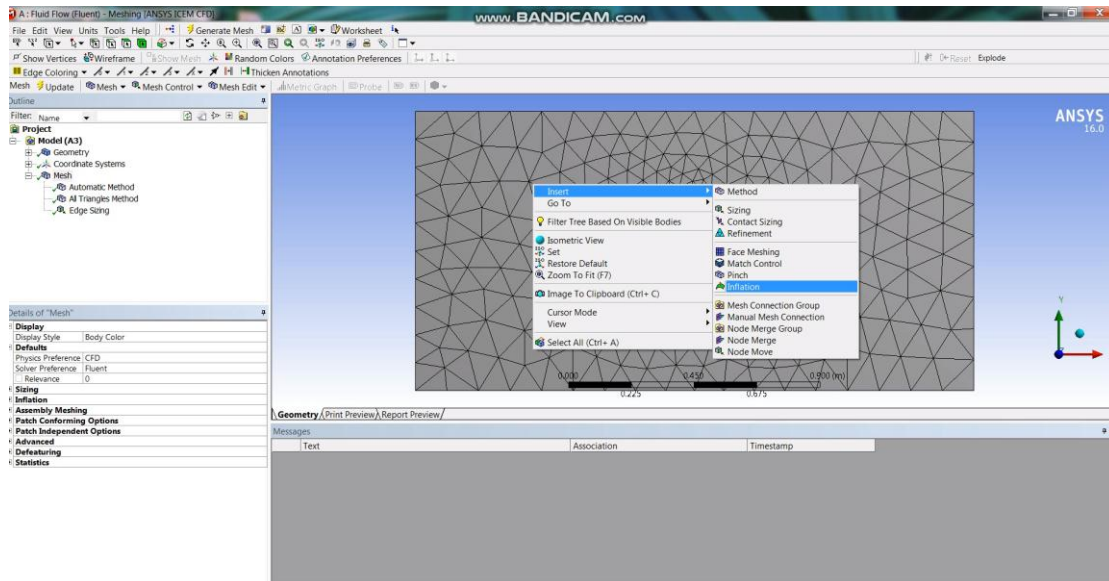 A : Fluid Flow (Fluent) - Meshing [ANSYS ICEM CFD]
www.BANDICAM.com
File Edit View Units Tools Help Generate Mesh Worksheet
Show Vertices Wireframe Show Mesh Random Colors Annotation Preferences
Reset Explode
Edge Coloring Thicken Annotations
Mesh Update Mesh Mesh Control Mesh Edit Metric Graph Probe
Outline
Filter: Name
Project
Model (A3)
Geometry
Coordinate Systems
Mesh
Automatic Method
All Triangles Method
Edge Sizing
ANSYS
16.0
Insert
Go To
Filter Tree Based On Visible Bodies
Isometric View
Set
Restore Default
Zoom To Fit (F7)
Image To Clipboard (Ctrl+ C)
Cursor Mode
View
Select All (Ctrl+ A)
Method
Sizing
Contact Sizing
Refinement
Face Meshing
Match Control
Pinch
Inflation
Mesh Connection Group
Manual Mesh Connection
Node Merge Group
Node Merge
Node Move
Y
0.000 0.450 0.900 (m)
0.225 0.675
Details of "Mesh"
Display
Display Style Body Color
Defaults
Physics Preference CFD
Solver Preference Fluent
Relevance 0
Sizing
Inflation
Assembly Meshing
Patch Conforming Options
Patch Independent Options
Advanced
Defeaturing
Statistics
Geometry Print Preview Report Preview
Messages
Text Association Timestamp